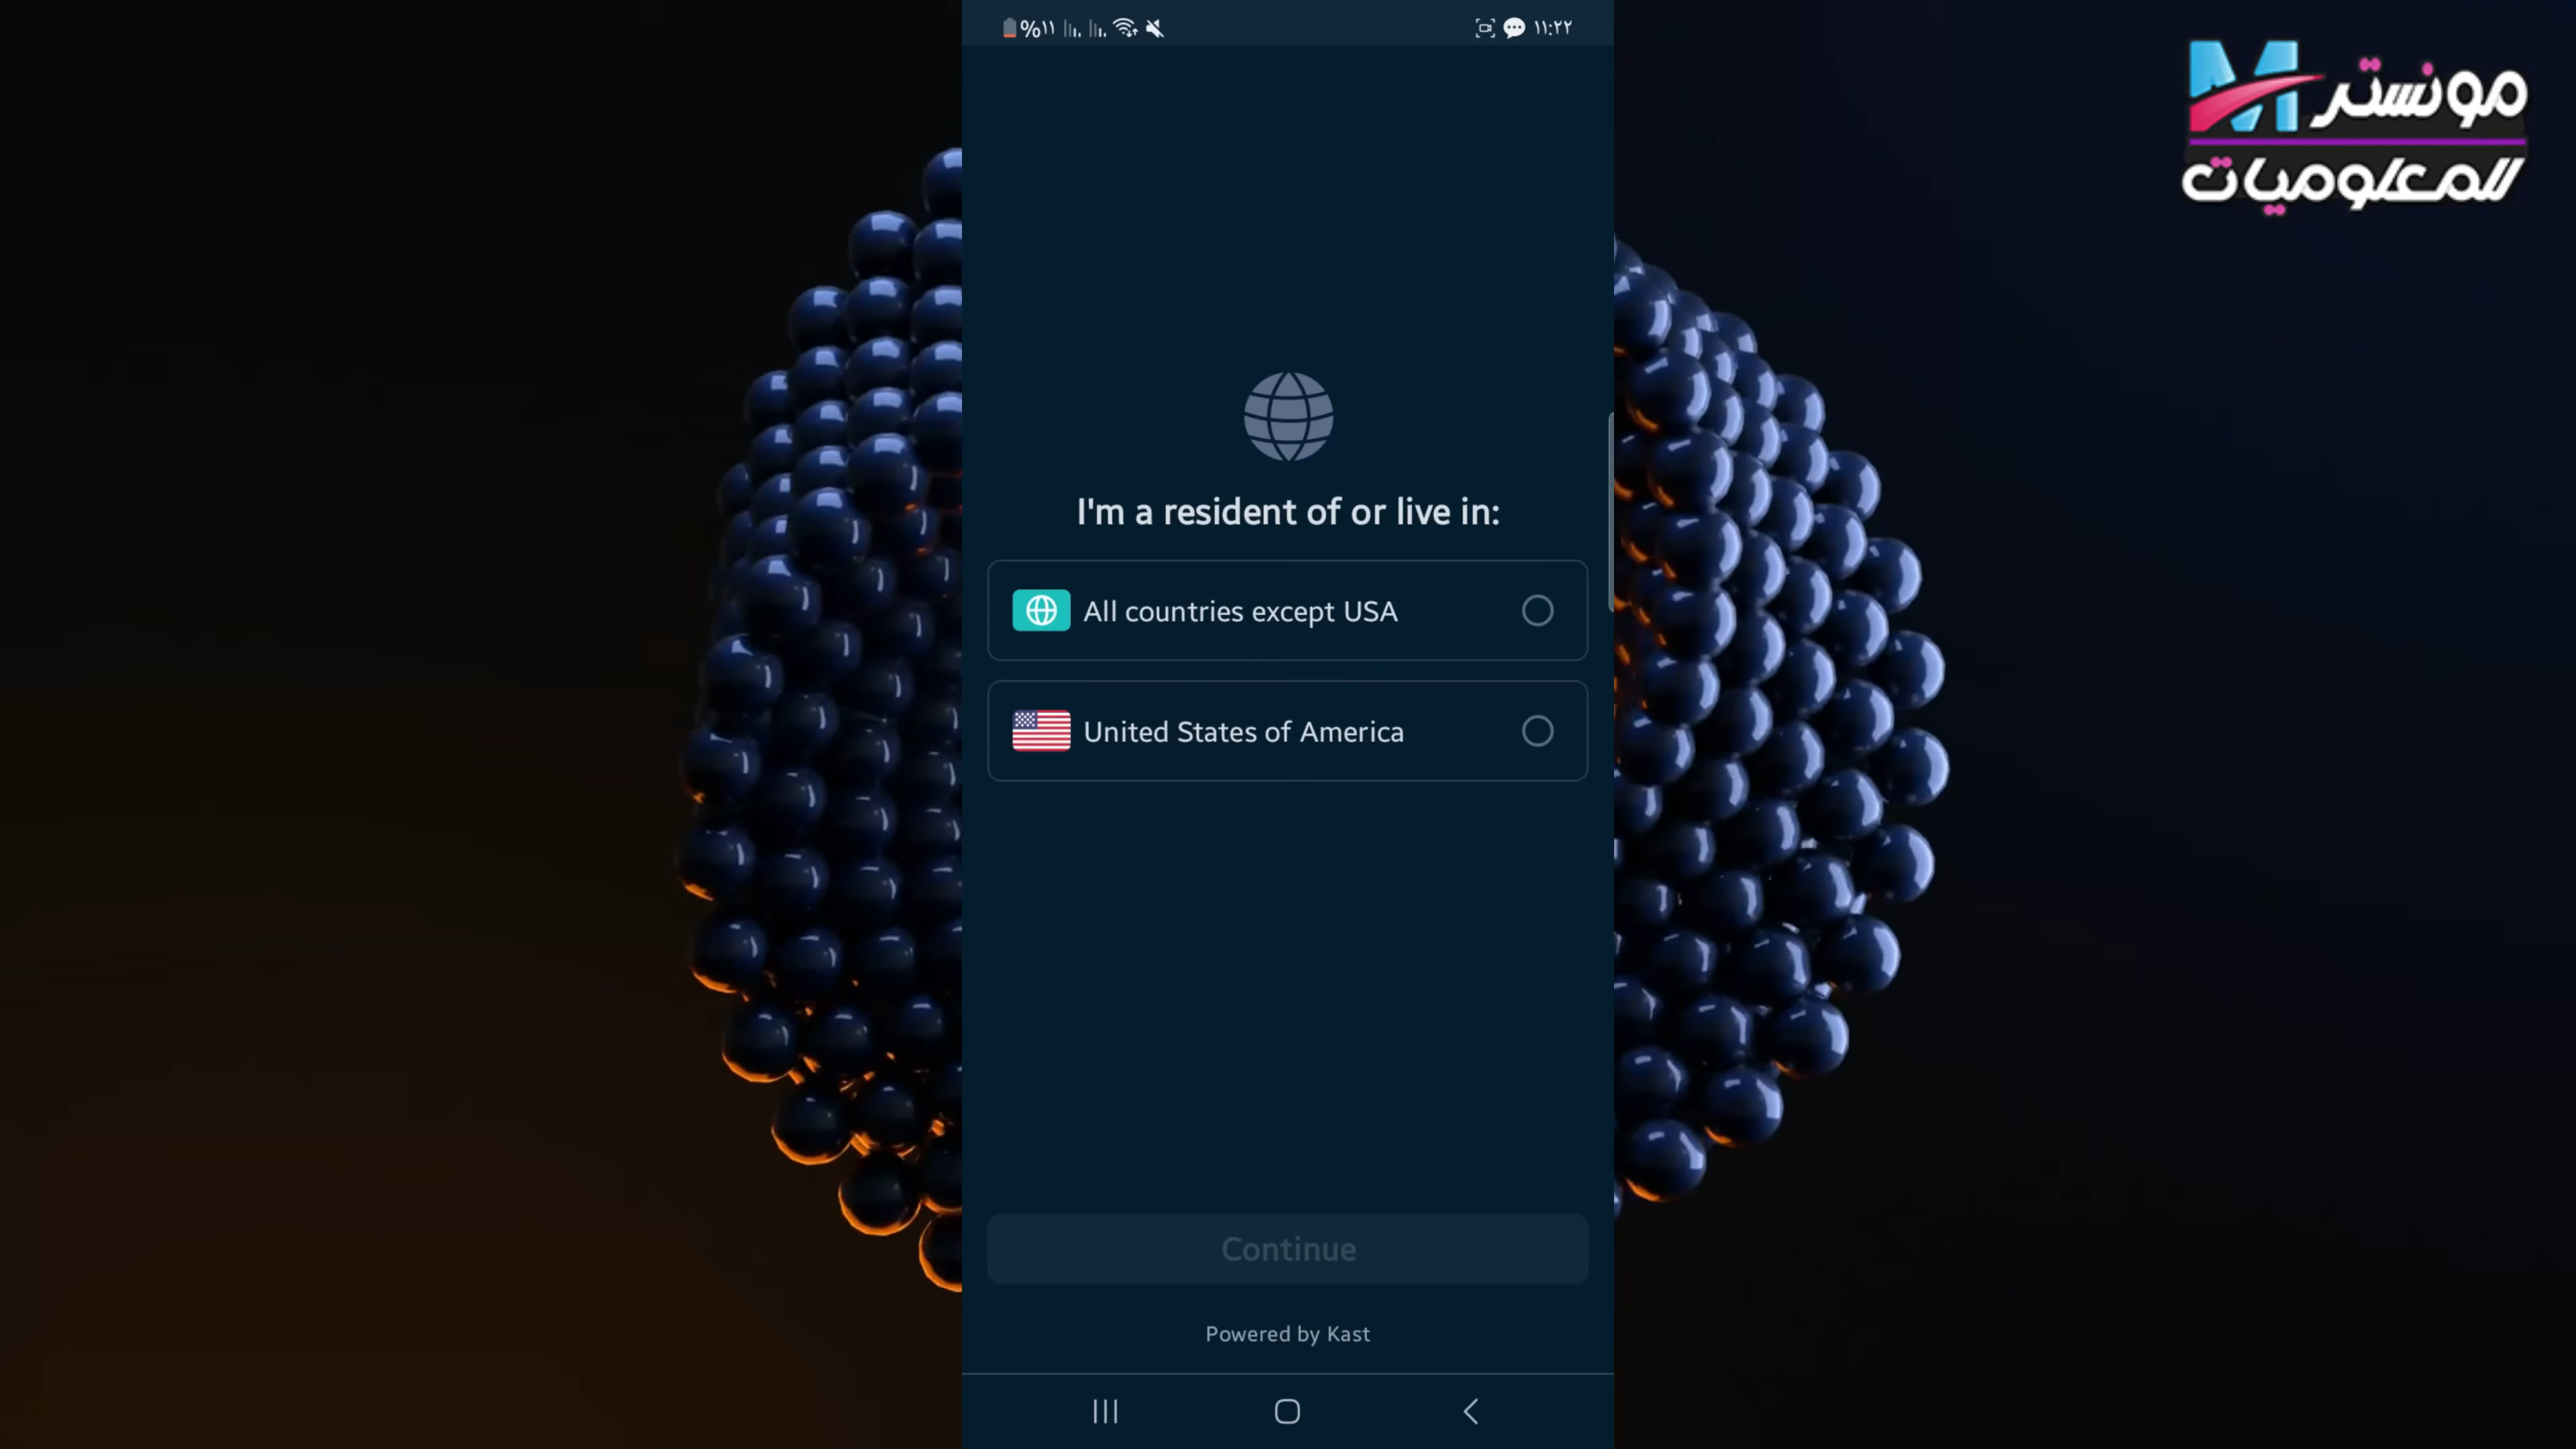 %١١
١١:٢٢
M مونستر
للمعلوميات
I'm a resident of or live in:
All countries except USA
United States of America
Continue
Powered by Kast